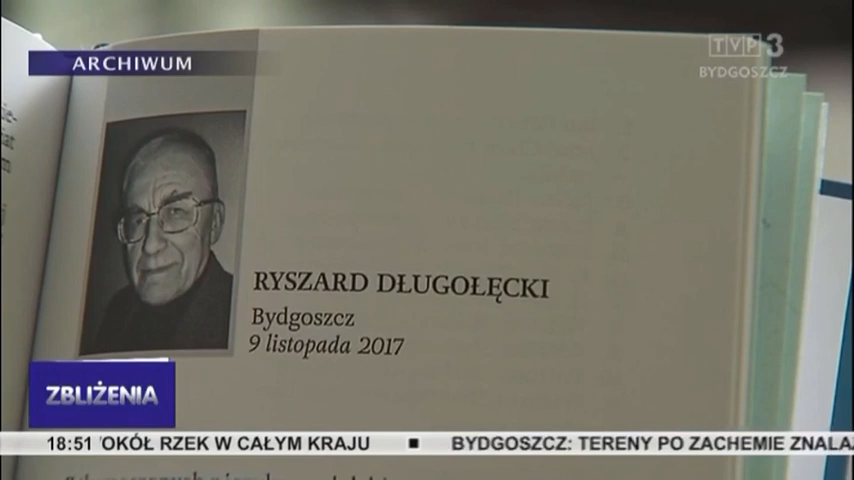 ARCHIWUM
TVP3
BYDGOSZCZ
RYSZARD DŁUGOŁĘCKI
Bydgoszcz
9 listopada 2017
ZBLIŻENIA
18:51 'OKÓŁ RZEK W CAŁYM KRAJU ■ BYDGOSZCZ: TERENY PO ZACHEMIE ZNALAZ